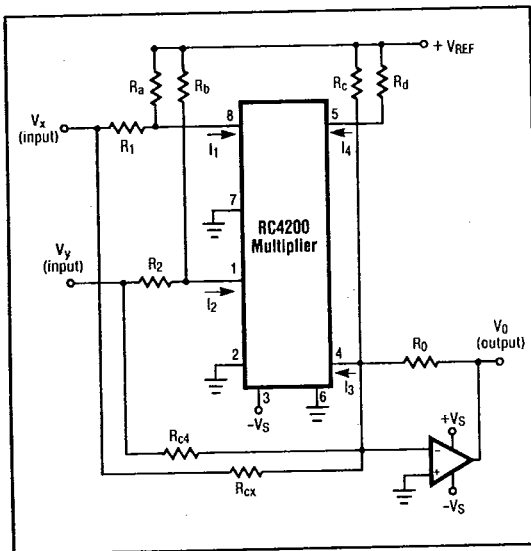 + VREF
Ra
Rb
Rc
Rd
Vx
(input)
R1
8
5
I1
I4
7
RC4200
Multiplier
Vy
(input)
R2
1
I2
V0
(output)
2
4
R0
I3
3
6
-VS
+VS
Rc4
-
+
Rcx
-VS